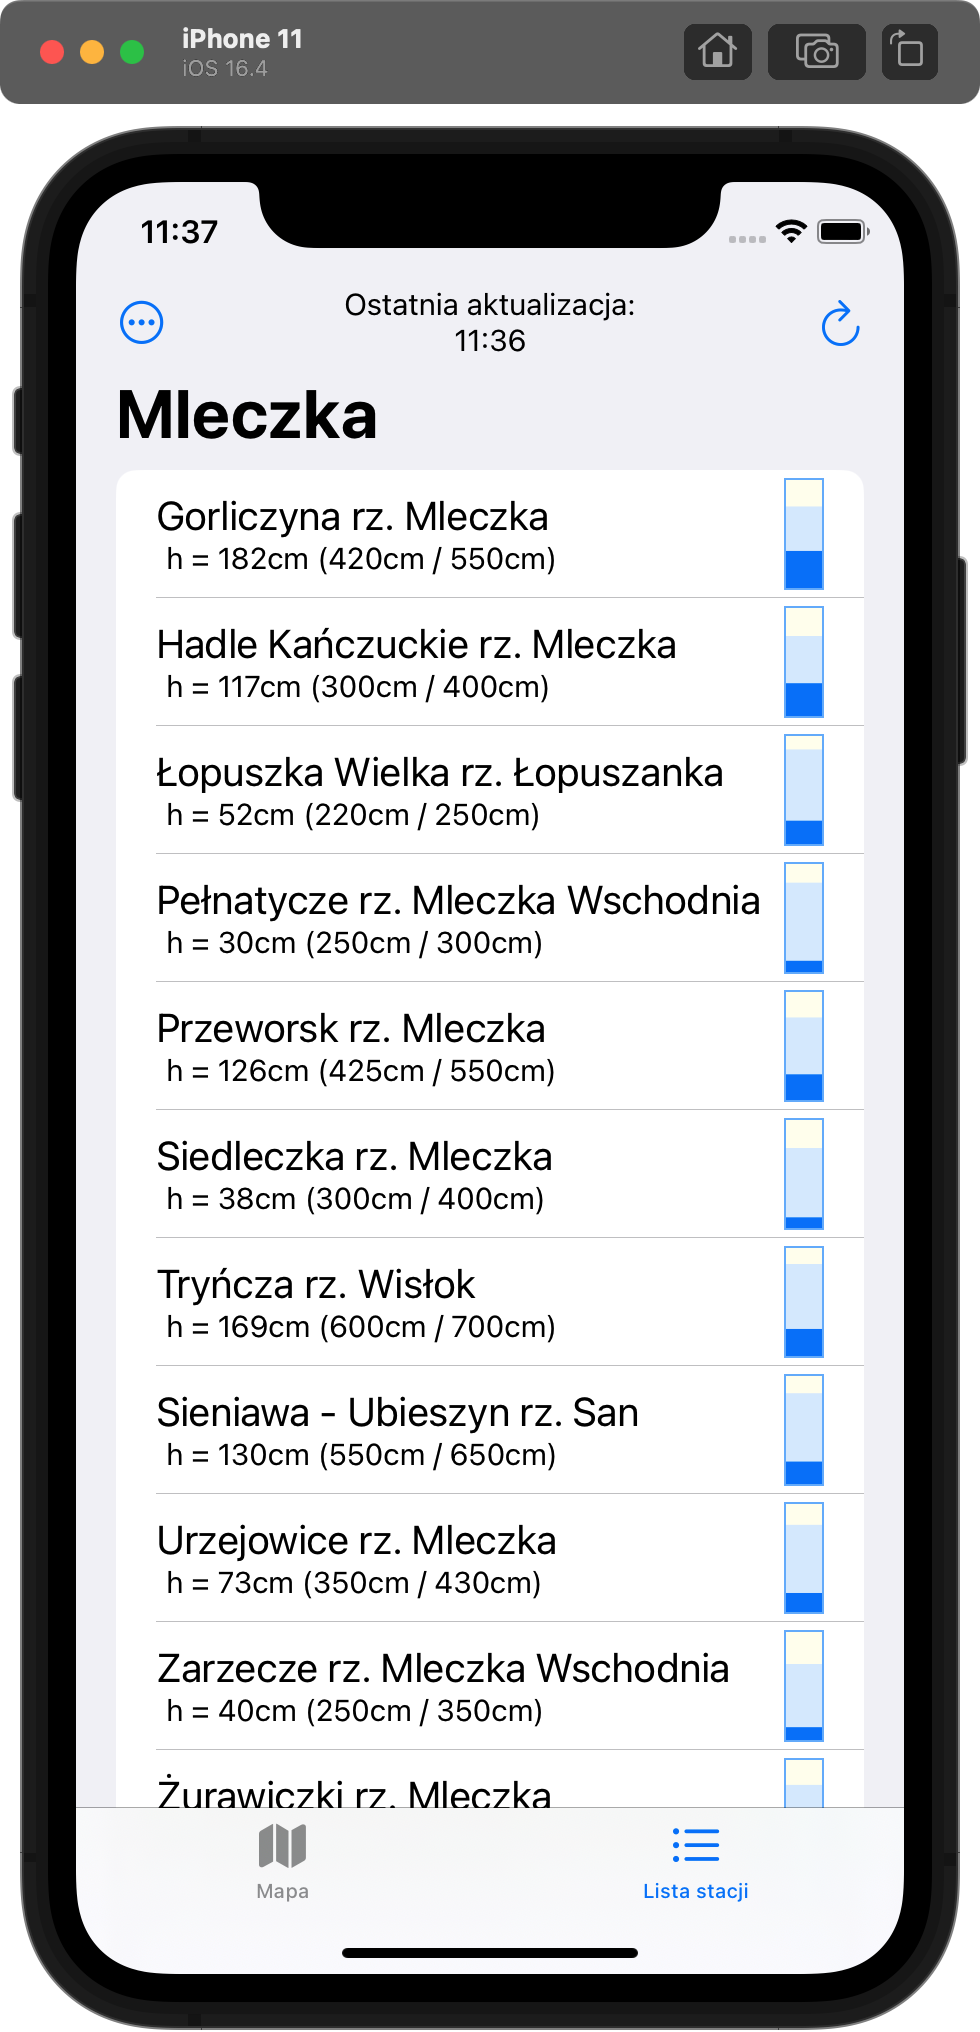 iPhone 11
iOS 16.4
11:37
Ostatnia aktualizacja:
11:36
Mleczka
Gorliczyna rz. Mleczka
h = 182cm (420cm / 550cm)
Hadle Kańczuckie rz. Mleczka
h = 117cm (300cm / 400cm)
Łopuszka Wielka rz. Łopuszanka
h = 52cm (220cm / 250cm)
Pełnatycze rz. Mleczka Wschodnia
h = 30cm (250cm / 300cm)
Przeworsk rz. Mleczka
h = 126cm (425cm / 550cm)
Siedleczka rz. Mleczka
h = 38cm (300cm / 400cm)
Tryńcza rz. Wisłok
h = 169cm (600cm / 700cm)
Sieniawa - Ubieszyn rz. San
h = 130cm (550cm / 650cm)
Urzejowice rz. Mleczka
h = 73cm (350cm / 430cm)
Zarzecze rz. Mleczka Wschodnia
h = 40cm (250cm / 350cm)
Żurawiczki rz. Mleczka
Mapa
Lista stacji